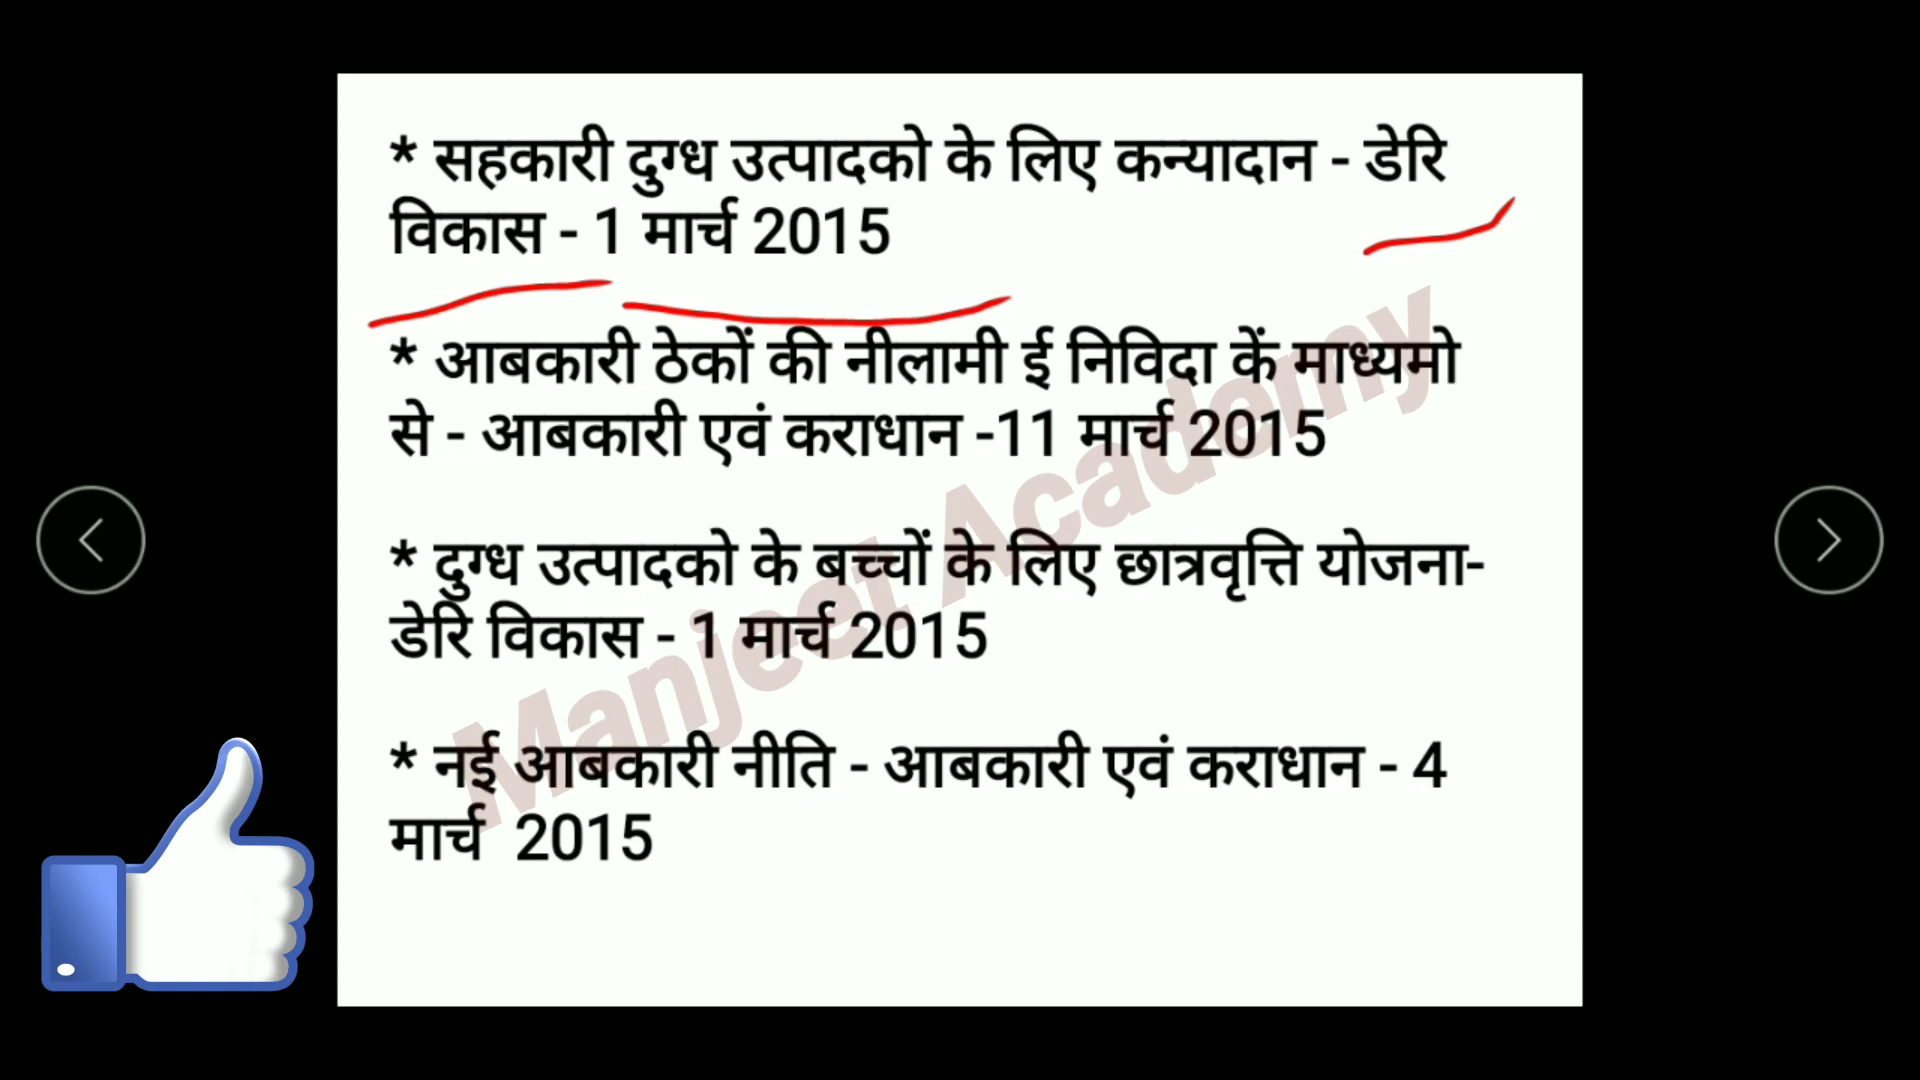 * सहकारी दुग्ध उत्पादको के लिए कन्यादान - डेरि
विकास - 1 मार्च 2015
* आबकारी ठेकों की नीलामी ई निविदा कें माध्यमो
से - आबकारी एवं कराधान -11 मार्च 2015
* दुग्ध उत्पादको के बच्चों के लिए छात्रवृत्ति योजना-
डेरि विकास - 1 मार्च 2015
* नई आबकारी नीति - आबकारी एवं कराधान - 4
मार्च 2015
Manjeet Academy